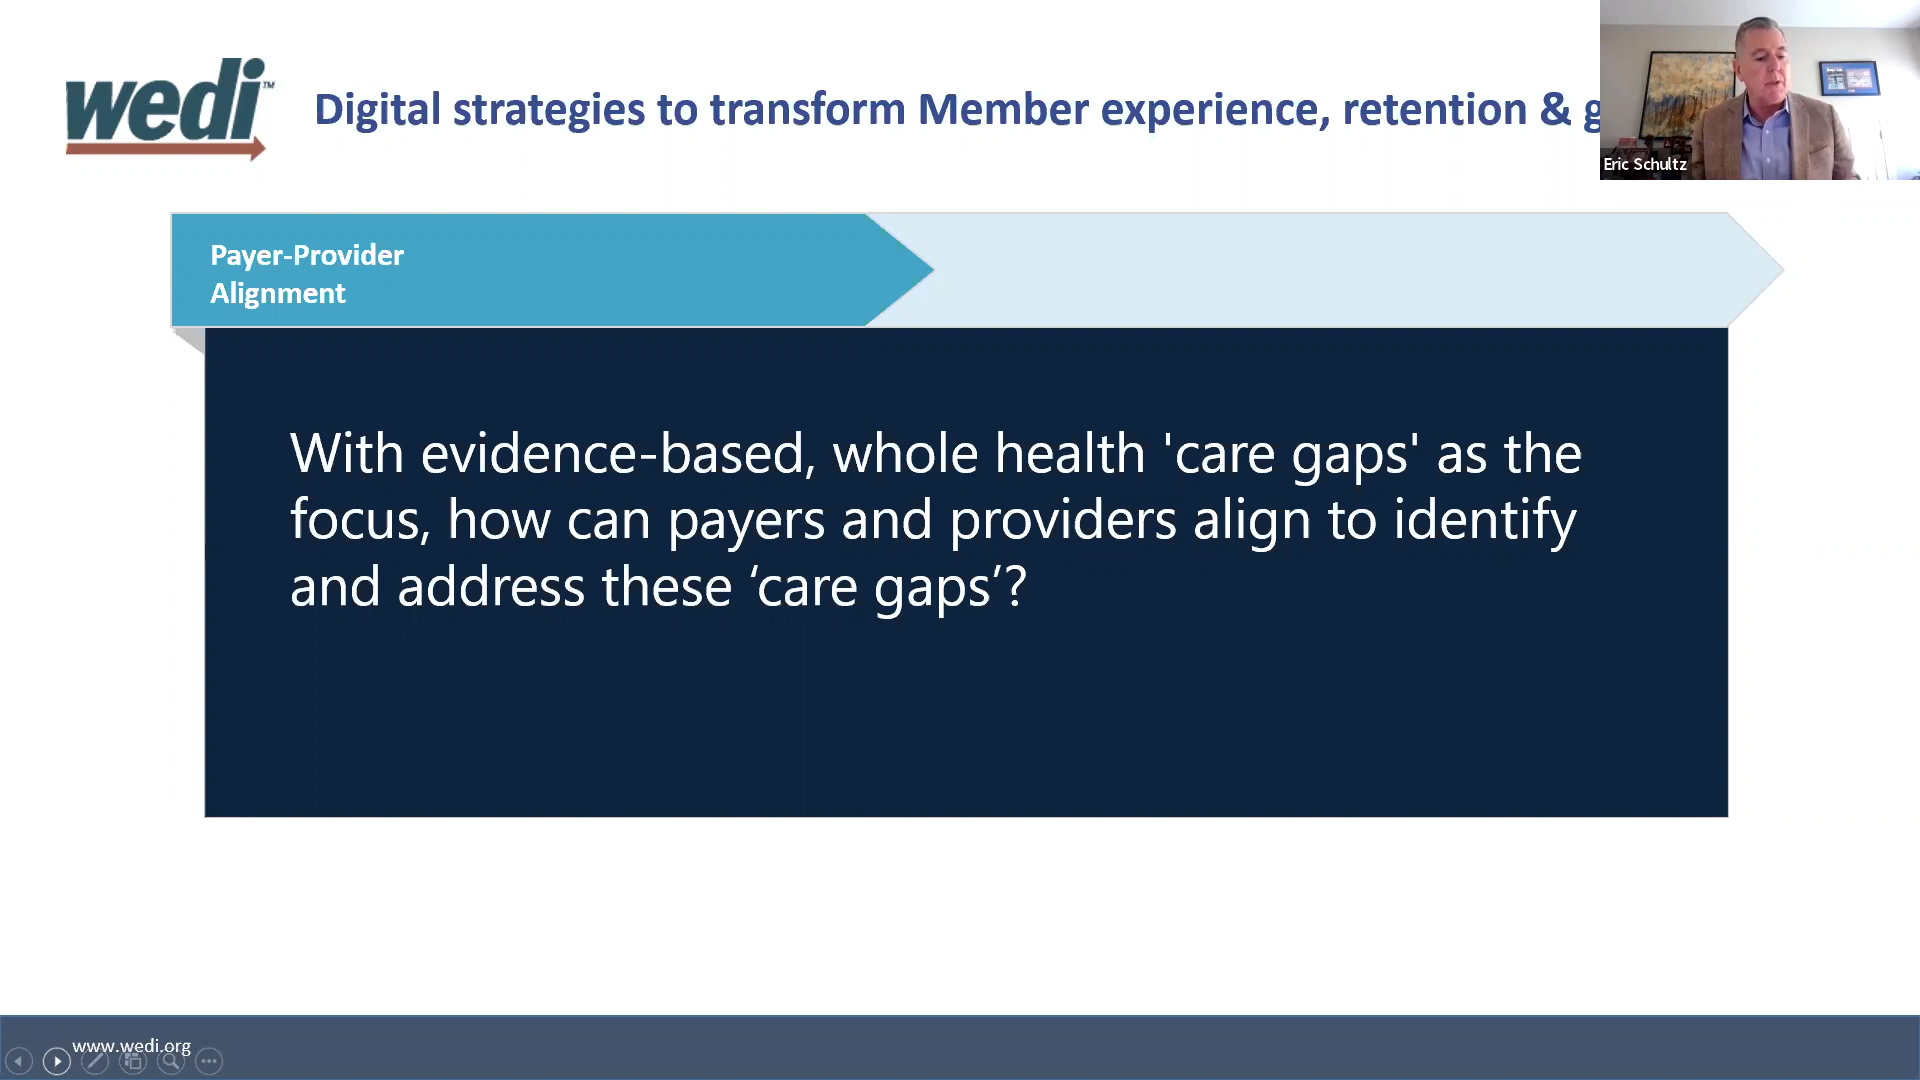 wedi™
Digital strategies to transform Member experience, retention & g
Eric Schultz
Payer-Provider
Alignment
With evidence-based, whole health 'care gaps' as the
focus, how can payers and providers align to identify
and address these ‘care gaps’?
www.wedi.org